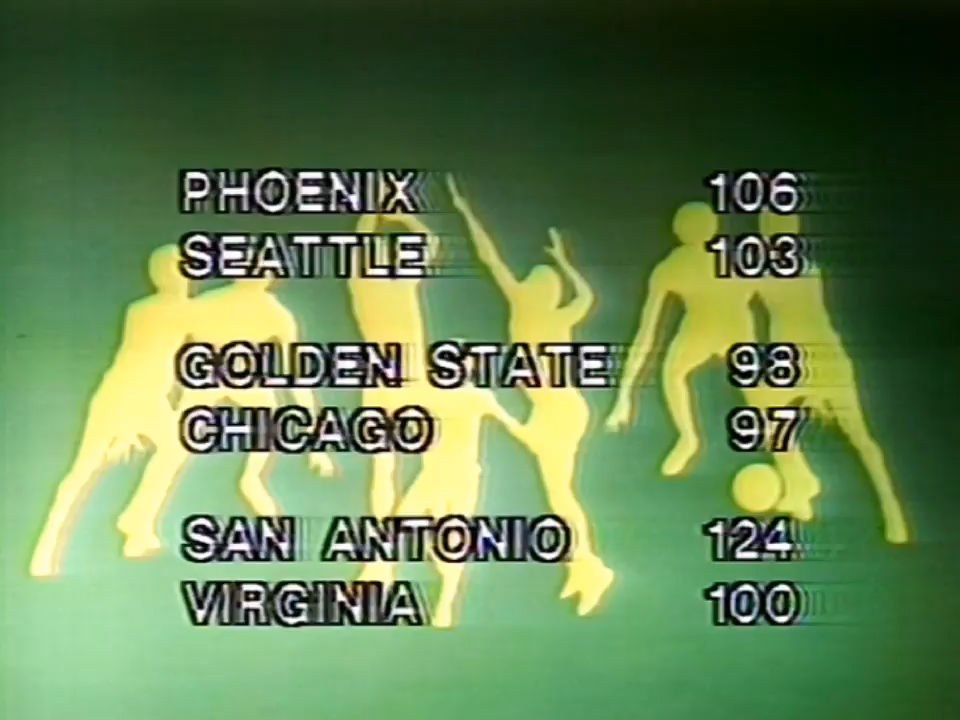 PHOENIX 106
SEATTLE 103
GOLDEN STATE 98
CHICAGO 97
SAN ANTONIO 124
VIRGINIA 100